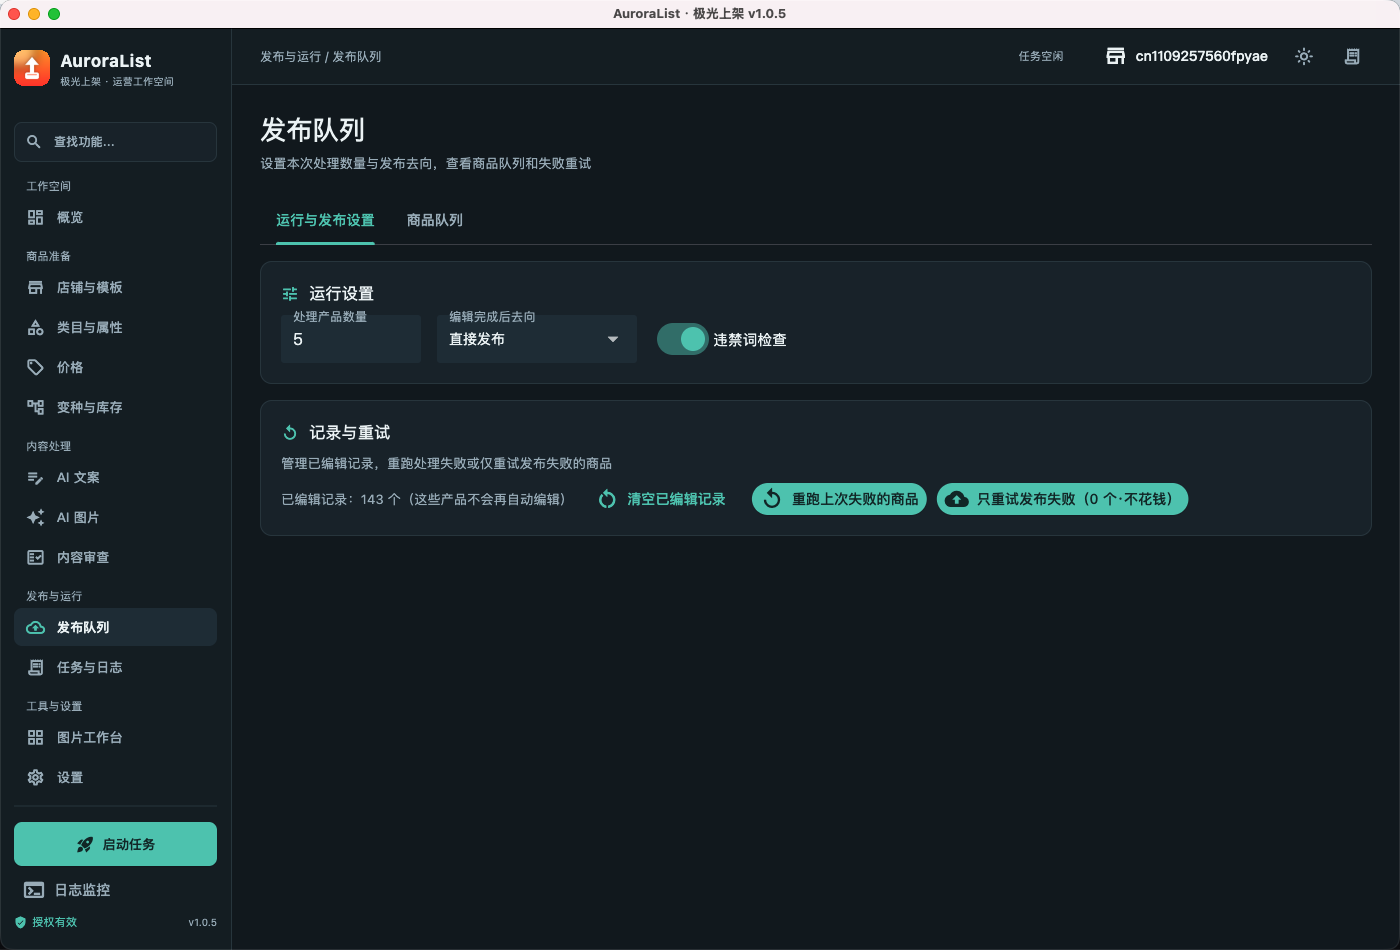 AuroraList · 极光上架 v1.0.5
AuroraList
极光上架 · 运营工作空间
查找功能...
工作空间
概览
商品准备
店铺与模板
类目与属性
价格
变种与库存
内容处理
AI 文案
AI 图片
内容审查
发布与运行
发布队列
任务与日志
工具与设置
图片工作台
设置
启动任务
日志监控
授权有效 v1.0.5
发布与运行 / 发布队列 任务空闲 cn1109257560fpyae
发布队列
设置本次处理数量与发布去向，查看商品队列和失败重试
运行与发布设置 商品队列
运行设置
处理产品数量 编辑完成后去向
5 直接发布 违禁词检查
记录与重试
管理已编辑记录，重跑处理失败或仅重试发布失败的商品
已编辑记录：143 个（这些产品不会再自动编辑） 清空已编辑记录 重跑上次失败的商品 只重试发布失败（0 个·不花钱）